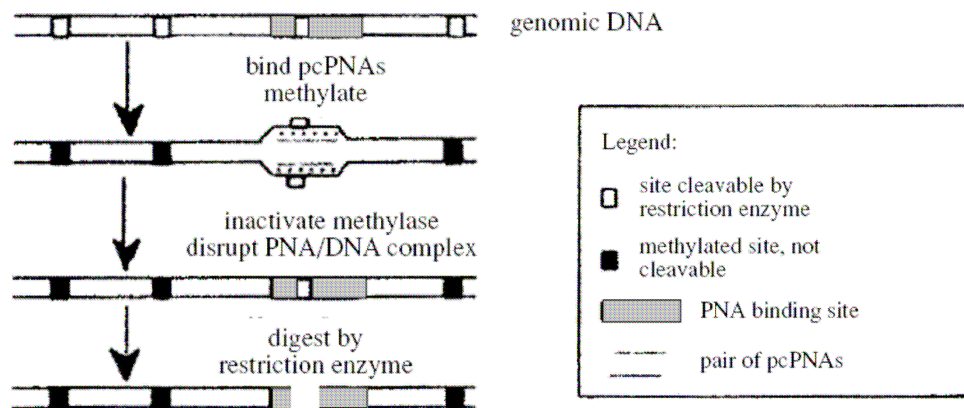 genomic DNA
bind pcPNAs
methylate
inactivate methylase
disrupt PNA/DNA complex
digest by
restriction enzyme
Legend:
site cleavable by
restriction enzyme
methylated site, not
cleavable
PNA binding site
pair of pcPNAs